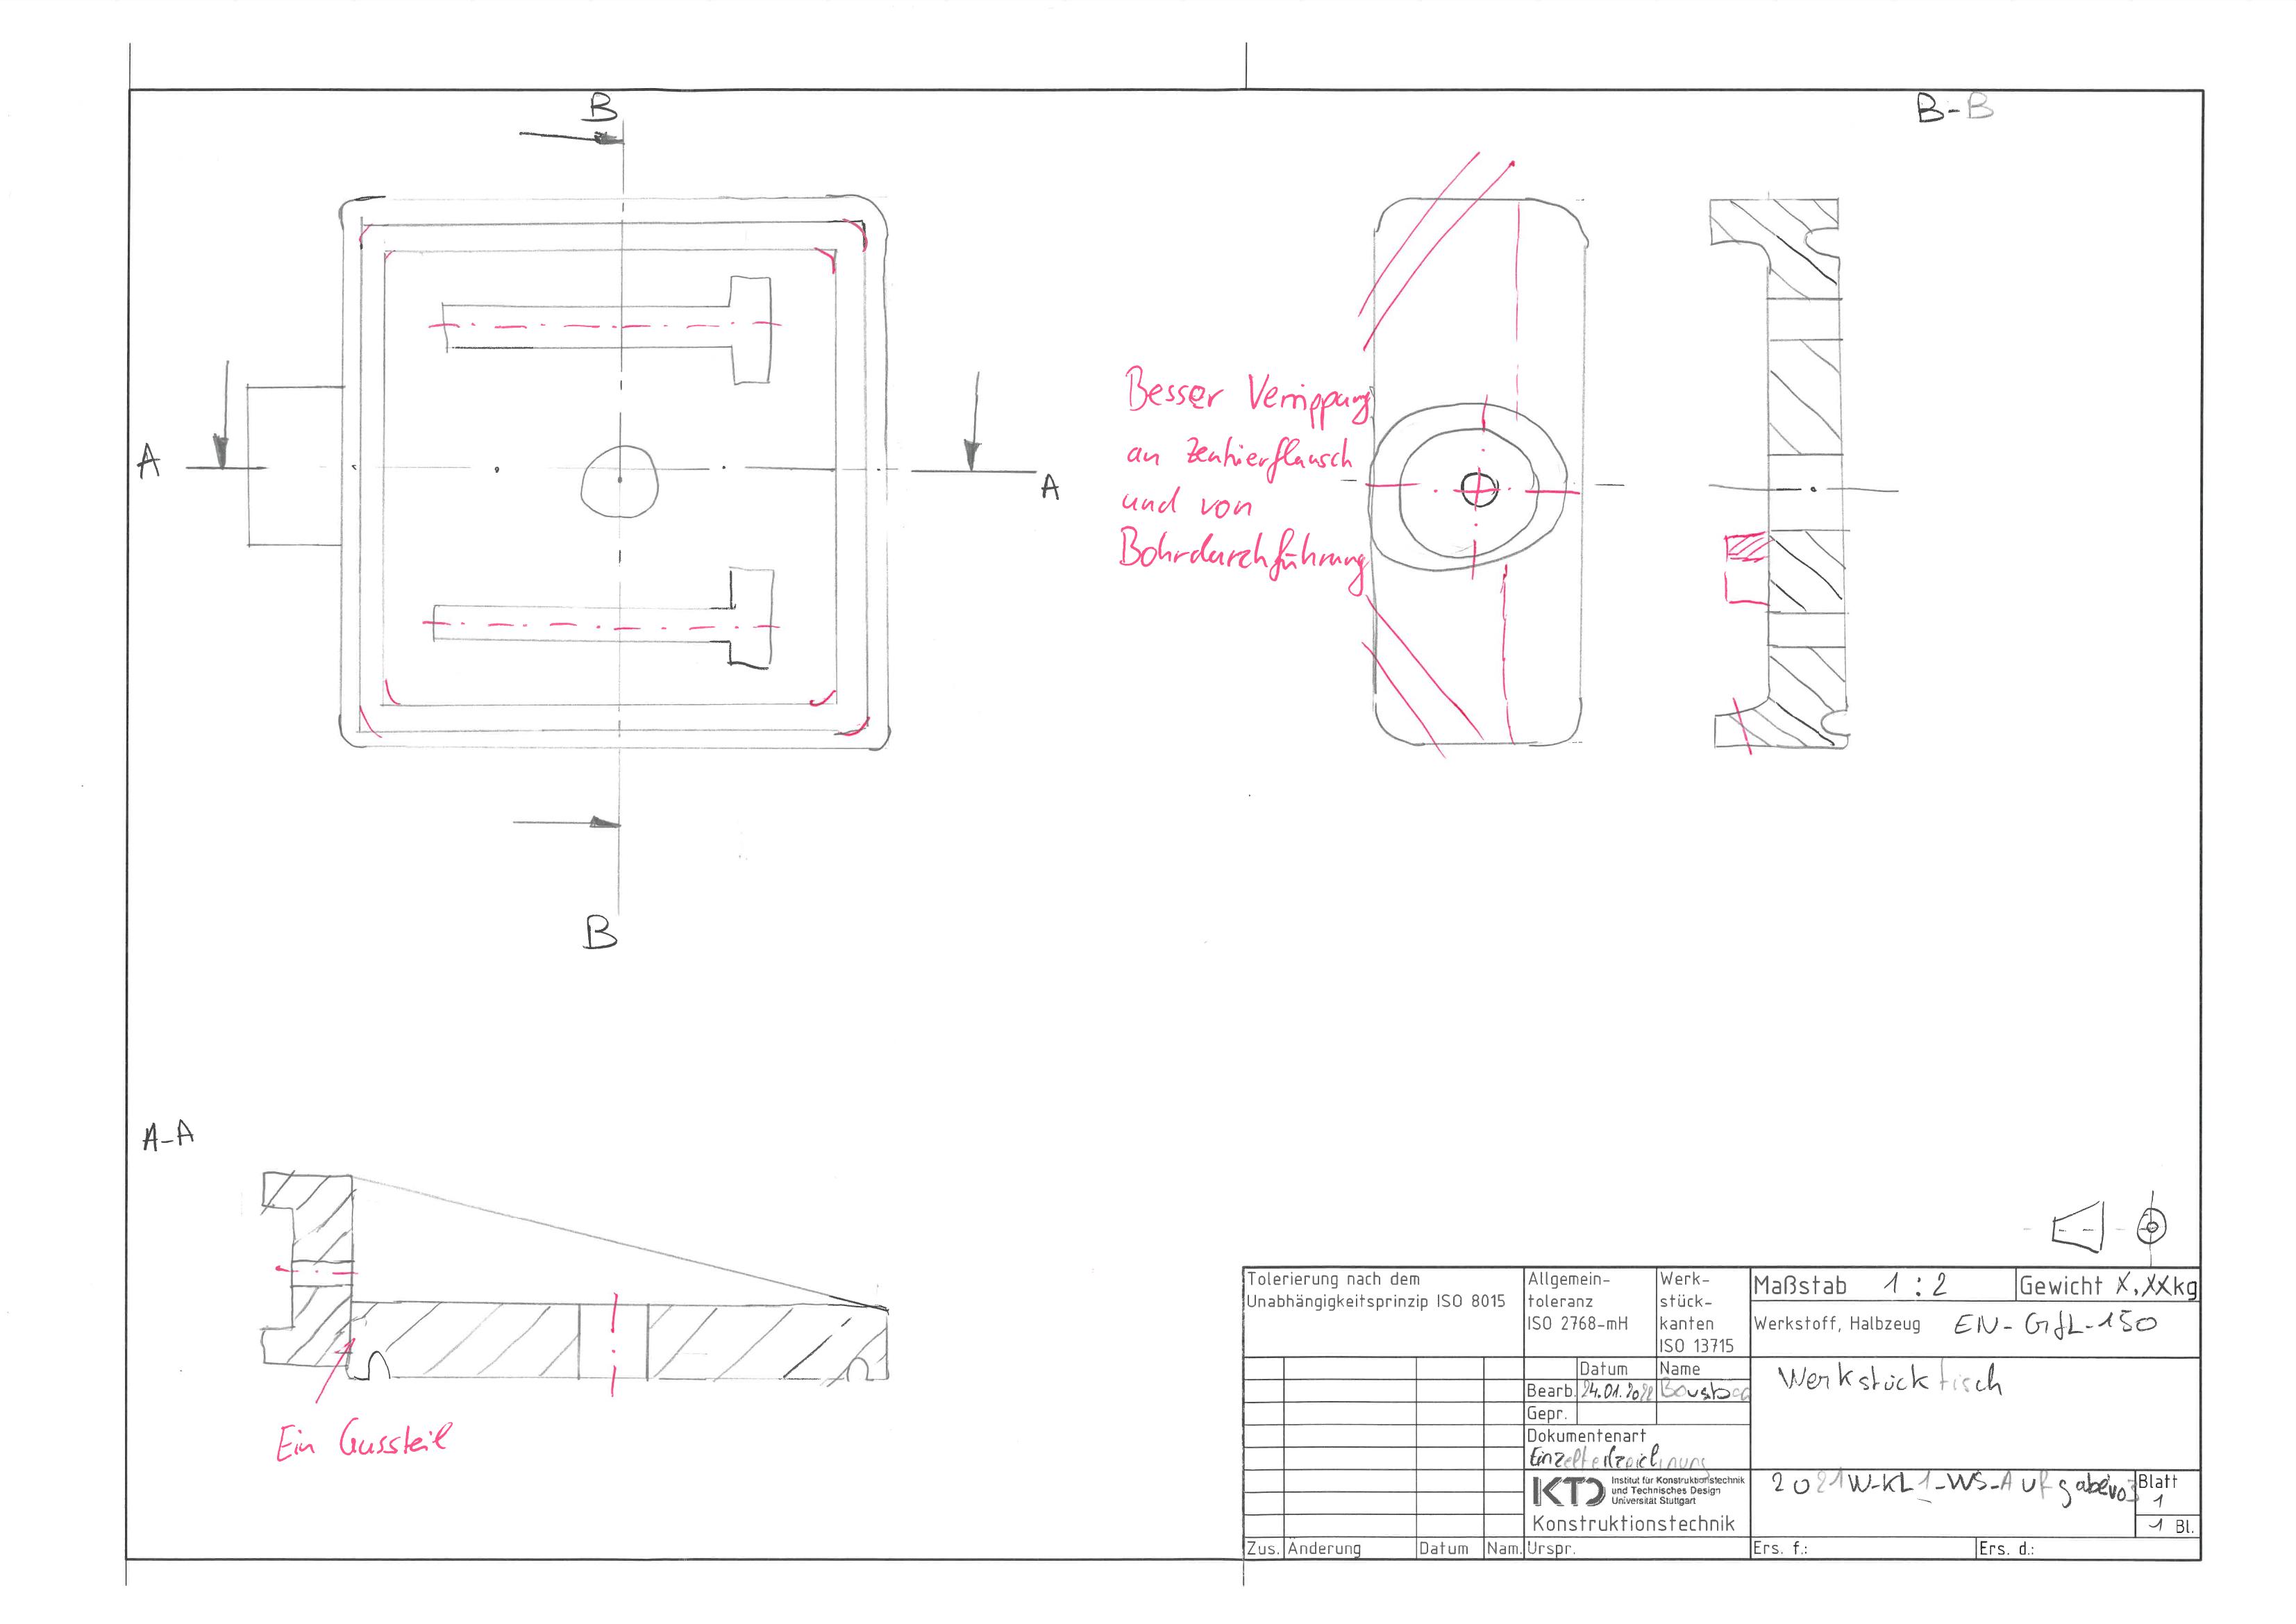 B
B-B
A
A
Besser Verrippung
an Zentrierflansch
und von
Bohrdurchführung
B
A-A
Ein Gussteil
Tolerierung nach dem
Unabhängigkeitsprinzip ISO 8015
Allgemein-
toleranz
ISO 2768-mH
Werk-
stück-
kanten
ISO 13715
Maßstab 1:2
Gewicht X,XXkg
Werkstoff, Halbzeug EN-GJL-150
Datum Name
Bearb. 24.01.2022
Gepr.
Werkstücktisch
Dokumentenart
Einzelteilzeichnung
KTD Institut für Konstruktionstechnik
und Technisches Design
Universität Stuttgart
Konstruktionstechnik
2021W-KL1-WS-Aufgabe
Blatt
1
1 Bl.
Zus. Änderung Datum Nam. Urspr. Ers. f.: Ers. d.: